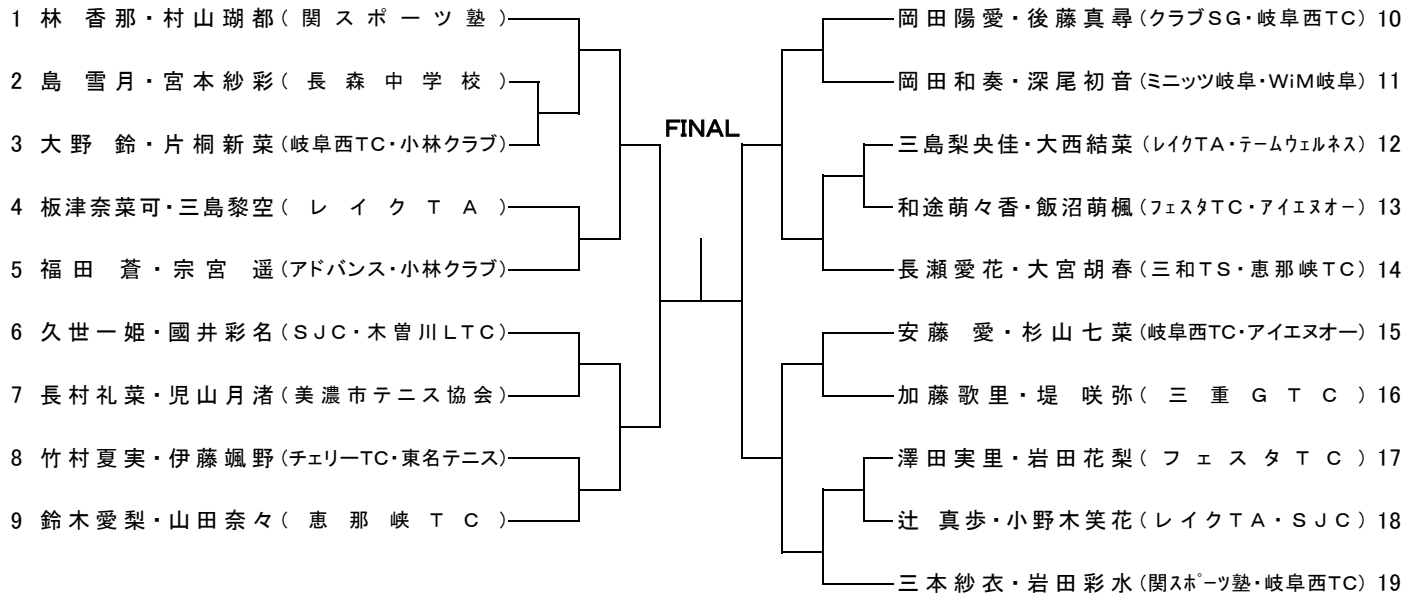 1 林 香那・村山瑚都(関スポーツ塾)
2 島 雪月・宮本紗彩(長森中学校)
3 大野 鈴・片桐新菜(岐阜西TC・小林クラブ)
4 板津奈菜可・三島黎空(レイクTA)
5 福田 蒼・宗宮 遥(アドバンス・小林クラブ)
6 久世一姫・國井彩名(SJC・木曽川LTC)
7 長村礼菜・児山月渚(美濃市テニス協会)
8 竹村夏実・伊藤颯野(チェリーTC・東名テニス)
9 鈴木愛梨・山田奈々(恵那峡TC)
FINAL
岡田陽愛・後藤真尋(クラブSG・岐阜西TC) 10
岡田和奏・深尾初音(ミニッツ岐阜・WiM岐阜) 11
三島梨央佳・大西結菜(レイクTA・テームウェルネス) 12
和途萌々香・飯沼萌楓(フェスタTC・アイエヌオー) 13
長瀬愛花・大宮胡春(三和TS・恵那峡TC) 14
安藤 愛・杉山七菜(岐阜西TC・アイエヌオー) 15
加藤歌里・堤 咲弥(三重GTC) 16
澤田実里・岩田花梨(フェスタTC) 17
辻 真歩・小野木笑花(レイクTA・SJC) 18
三本紗衣・岩田彩水(関スポーツ塾・岐阜西TC) 19